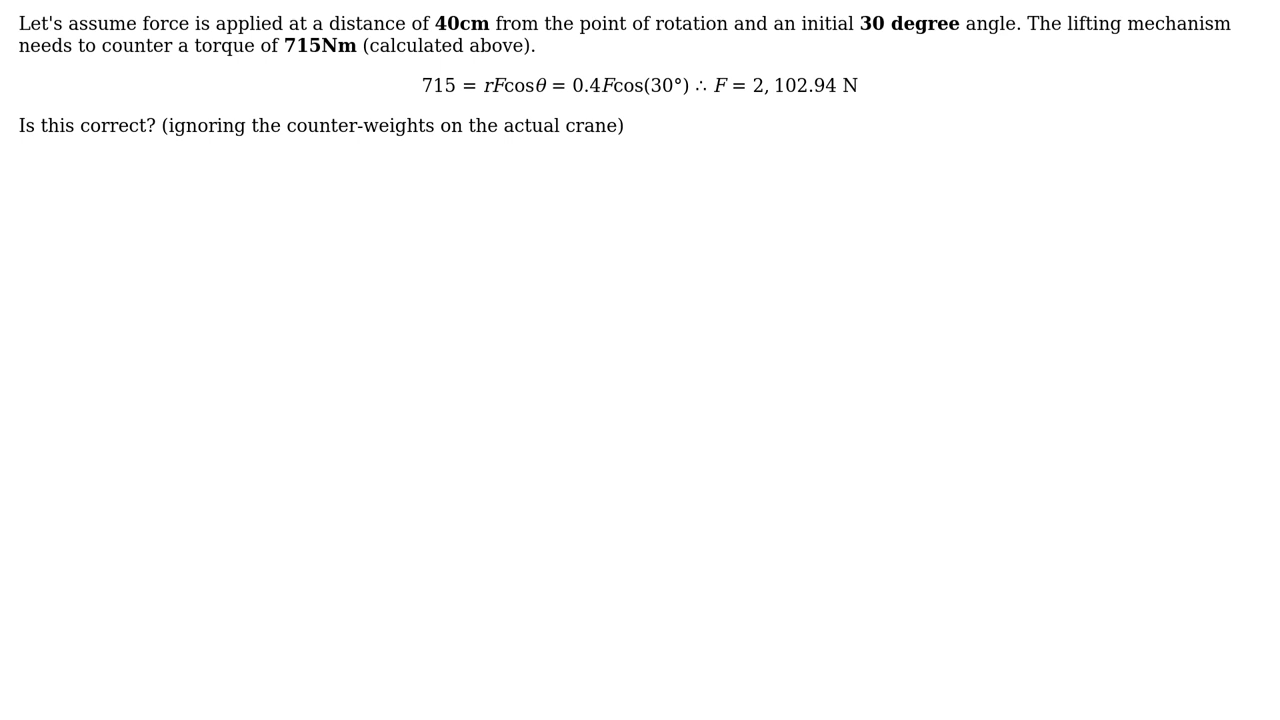 Let's assume force is applied at a distance of 40cm from the point of rotation and an initial 30 degree angle. The lifting mechanism
needs to counter a torque of 715Nm (calculated above).
715 = rFcosθ = 0.4Fcos(30°) ∴ F = 2, 102.94 N
Is this correct? (ignoring the counter-weights on the actual crane)